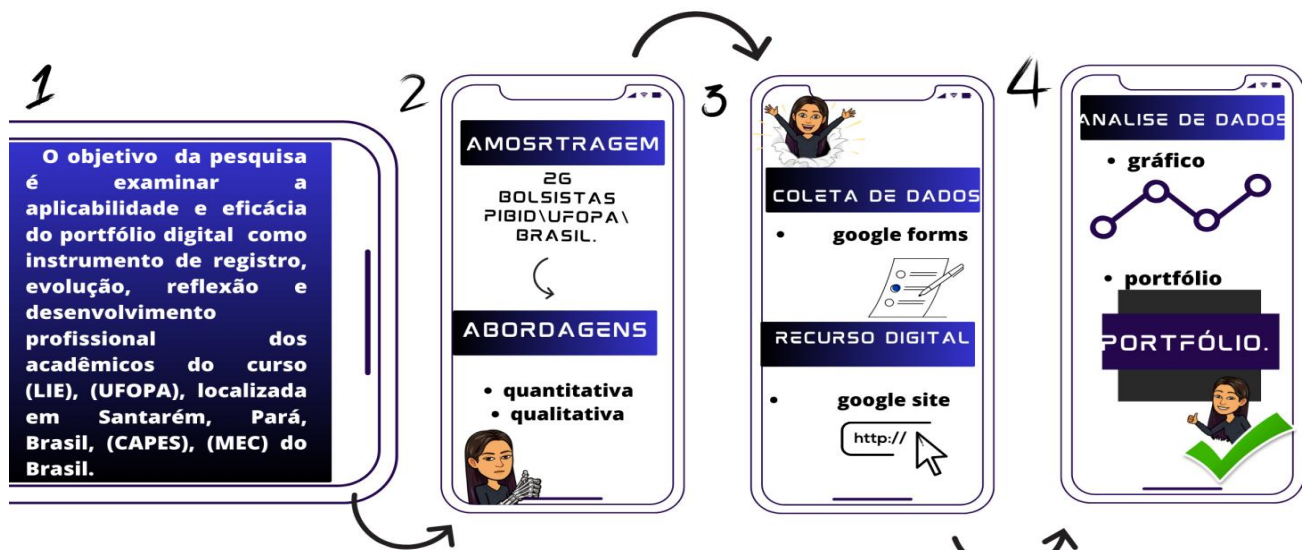 1
O objetivo da pesquisa
é examinar a
aplicabilidade e eficácia
do portfólio digital como
instrumento de registro,
evolução, reflexão e
desenvolvimento
profissional dos
acadêmicos do curso
(LIE), (UFOPA), localizada
em Santarém, Pará,
Brasil, (CAPES), (MEC) do
Brasil.
2
AMOSRTRAGEM
26
BOLSISTAS
PIBID\UFOPA\
BRASIL.
ABORDAGENS
• quantitativa
• qualitativa
3
COLETA DE DADOS
• google forms
RECURSO DIGITAL
• google site
http://
4
ANALISE DE DADOS
• gráfico
• portfólio
PORTFÓLIO.